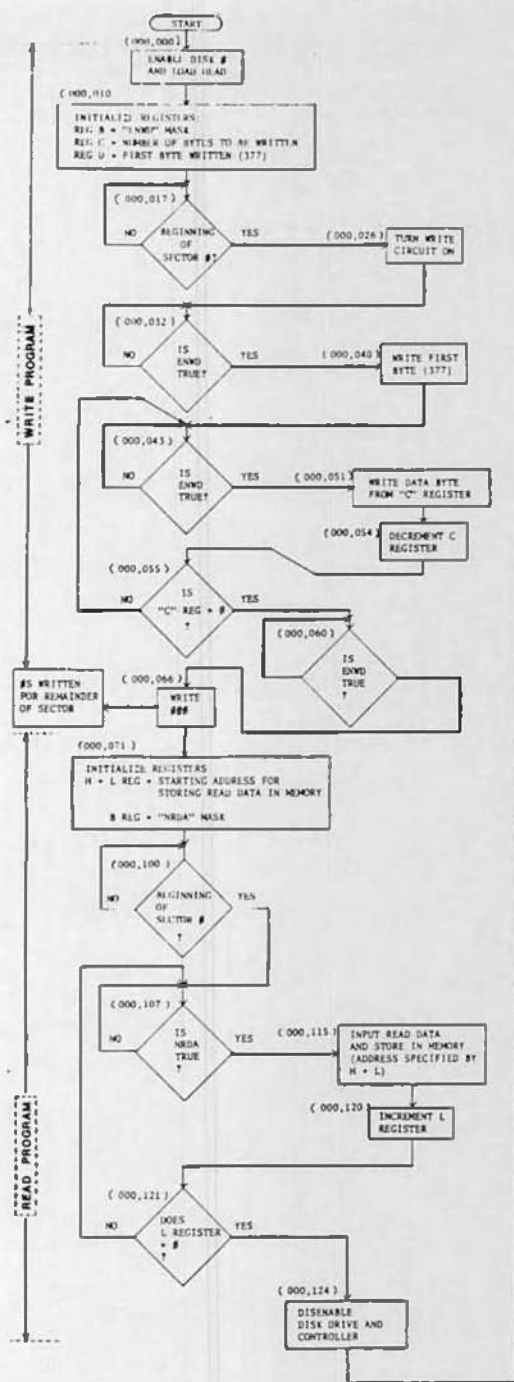 START
(000,000)
ENABLE DISK Ø
AND LOAD HEAD
(000,010
INITIALIZE REGISTERS:
REG B = "ENWD" MASK
REG C = NUMBER OF BYTES TO BE WRITTEN
REG D = FIRST BYTE WRITTEN (377)
(000,017)
BEGINNING
OF
SECTOR Ø?
NO
YES
(000,026)
TURN WRITE
CIRCUIT ON
(000,032)
IS
ENWD
TRUE?
NO
YES
(000,040)
WRITE FIRST
BYTE (377)
WRITE PROGRAM
(000,043)
IS
ENWD
TRUE?
NO
YES
(000,051)
WRITE DATA BYTE
FROM "C" REGISTER
(000,054)
DECREMENT C
REGISTER
(000,055)
IS
"C" REG = Ø
?
NO
YES
(000,060)
IS
ENWD
TRUE
?
(000,066)
WRITE
ØØØ
ØS WRITTEN
FOR REMAINDER
OF SECTOR
(000,071)
INITIALIZE REGISTERS
H + L REG = STARTING ADDRESS FOR
STORING READ DATA IN MEMORY
B REG = "NRDA" MASK
(000,100)
BEGINNING
OF
SECTOR Ø
?
NO
YES
(000,107)
IS
NRDA
TRUE
?
NO
YES
(000,115)
INPUT READ DATA
AND STORE IN MEMORY
(ADDRESS SPECIFIED BY
H + L)
(000,120)
INCREMENT L
REGISTER
READ PROGRAM
(000,121)
DOES
L REGISTER
= Ø
?
NO
YES
(000,124)
DISENABLE
DISK DRIVE AND
CONTROLLER